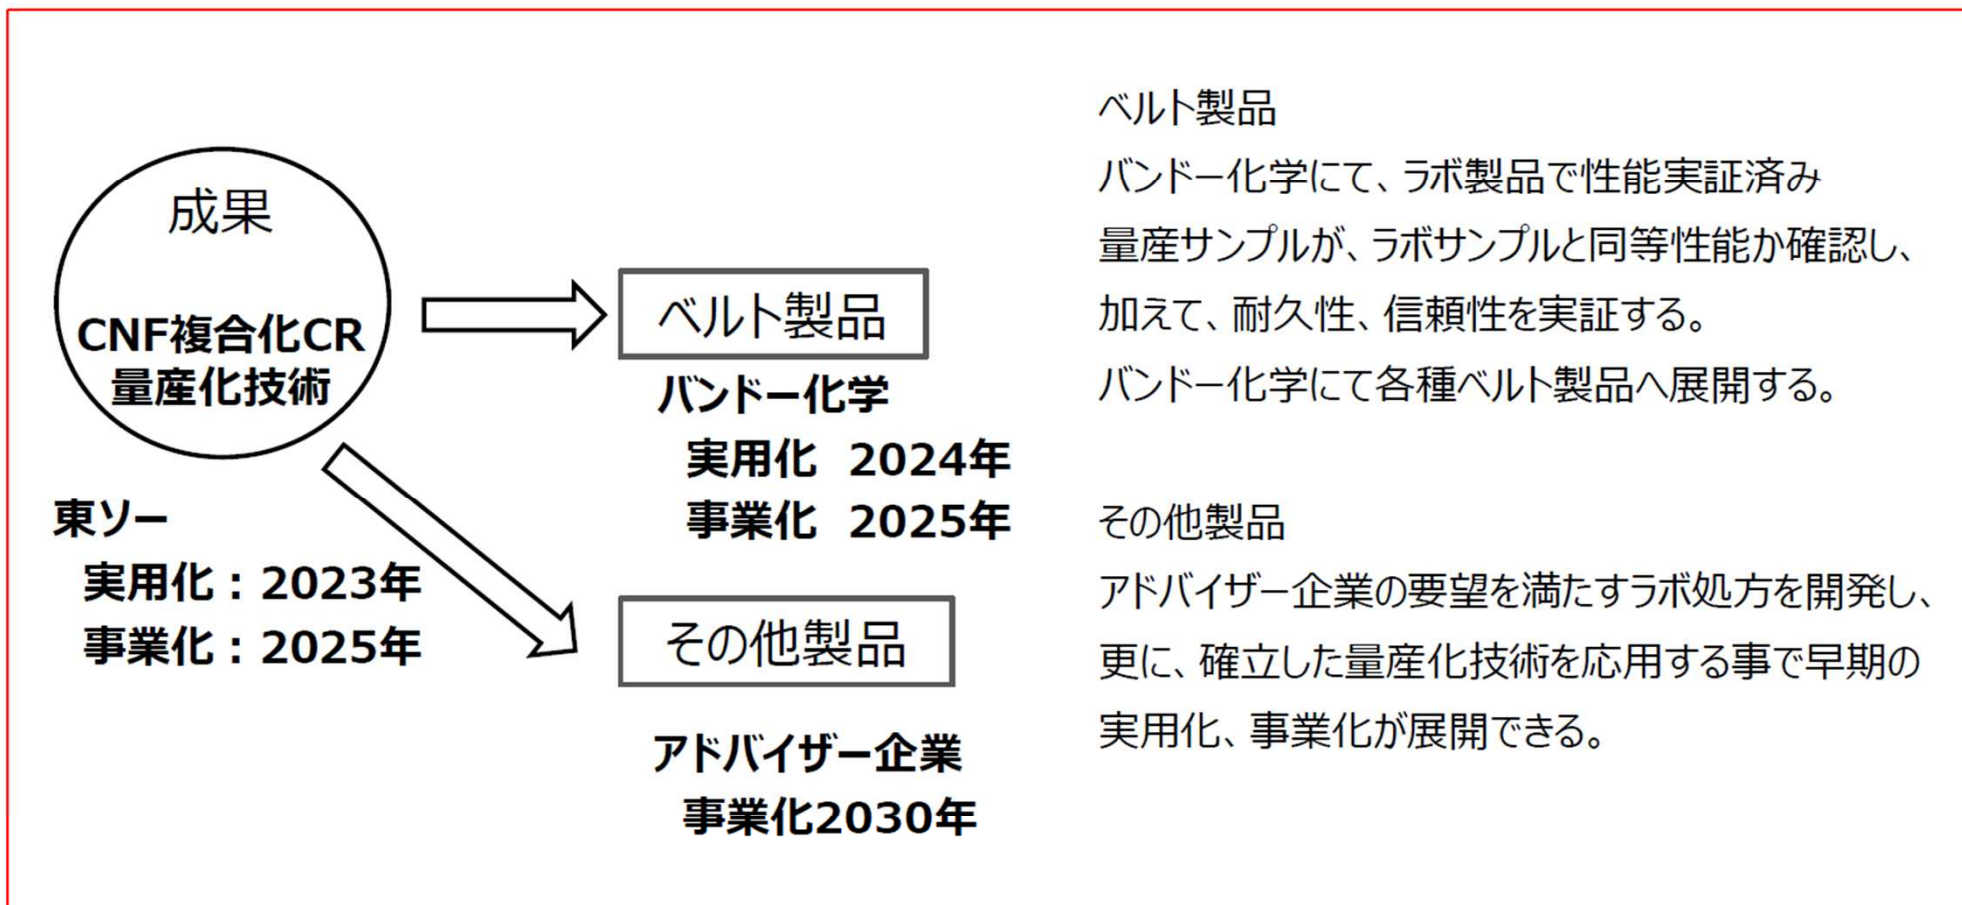 成果
CNF複合化CR
量産化技術
東ソー
実用化：2023年
事業化：2025年
ベルト製品
バンドー化学
実用化 2024年
事業化 2025年
その他製品
アドバイザー企業
事業化2030年
ベルト製品
バンドー化学にて、ラボ製品で性能実証済み
量産サンプルが、ラボサンプルと同等性能か確認し、
加えて、耐久性、信頼性を実証する。
バンドー化学にて各種ベルト製品へ展開する。
その他製品
アドバイザー企業の要望を満たすラボ処方を開発し、
更に、確立した量産化技術を応用する事で早期の
実用化、事業化が展開できる。